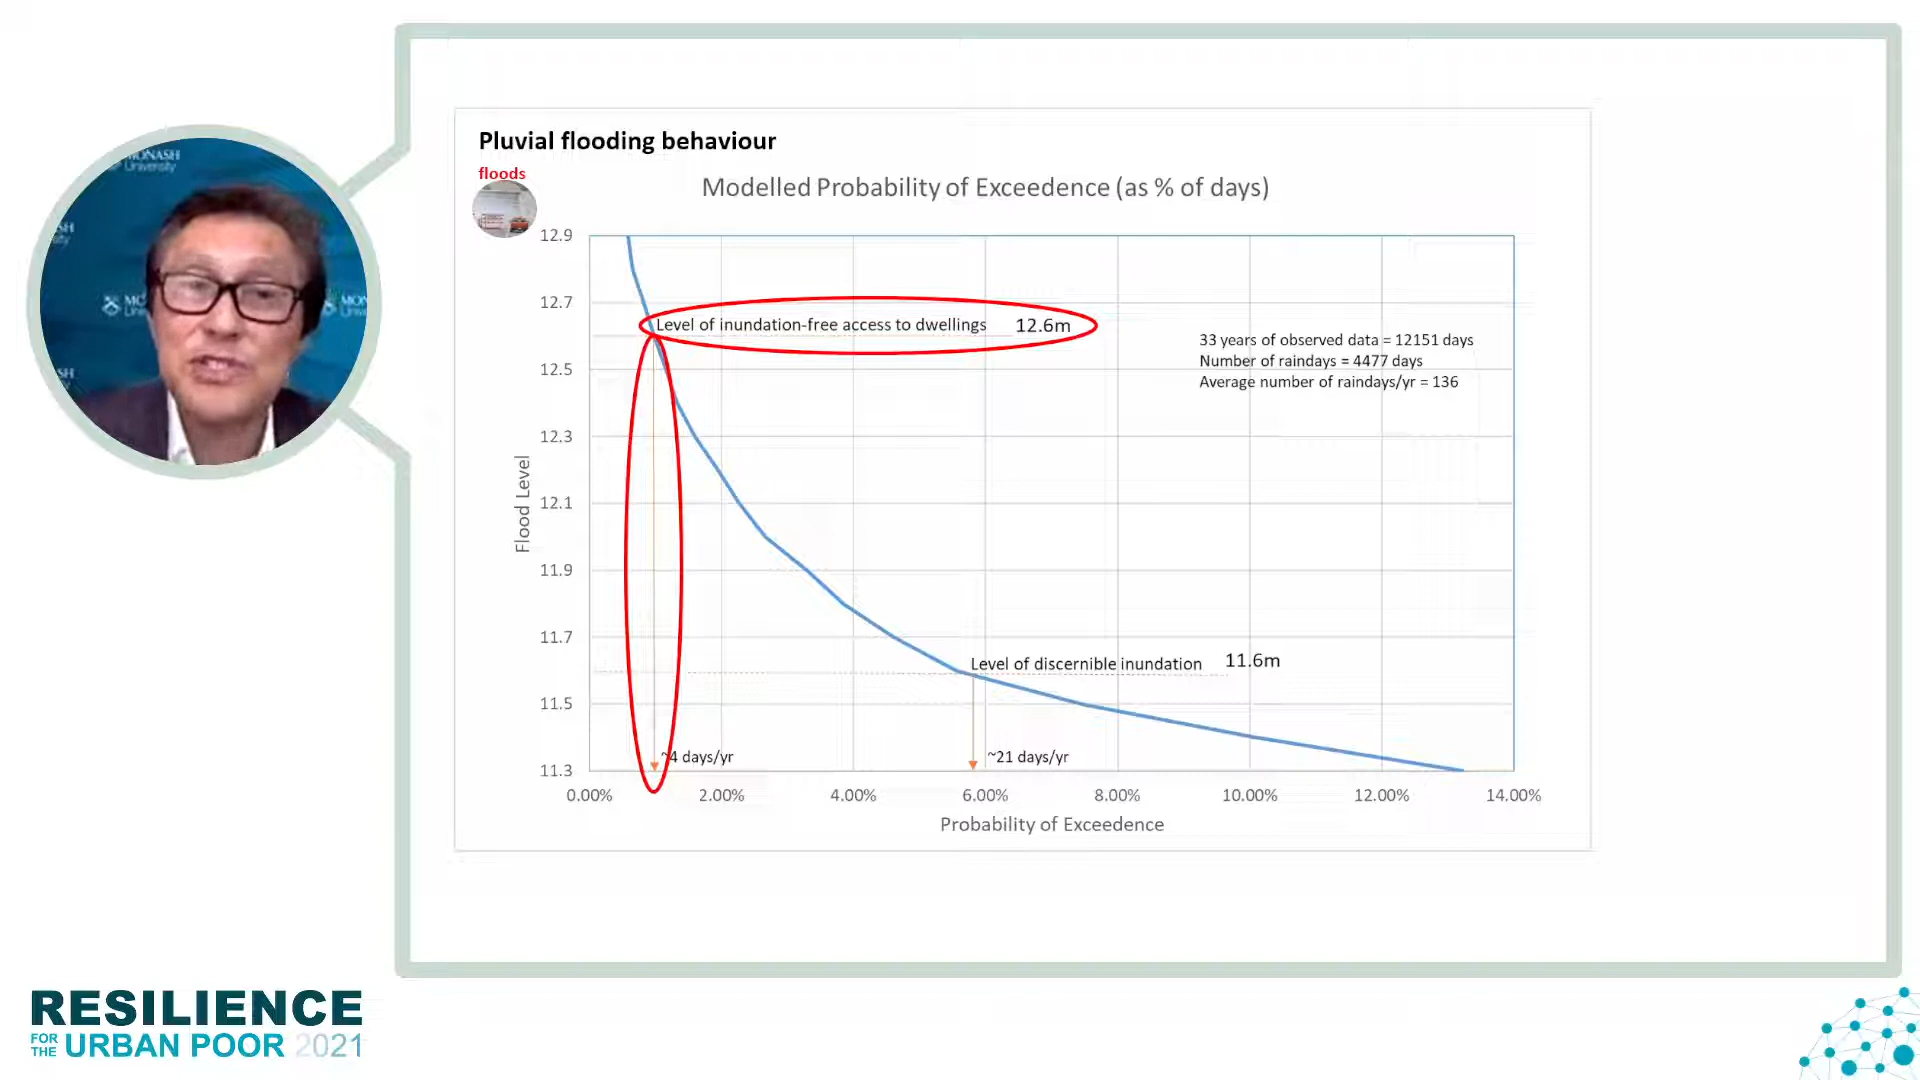 MONASH
University
Pluvial flooding behaviour
floods
Modelled Probability of Exceedence (as % of days)
12.9
12.7
12.5
12.3
12.1
11.9
11.7
11.5
11.3
Flood Level
Level of inundation-free access to dwellings 12.6m
33 years of observed data = 12151 days
Number of raindays = 4477 days
Average number of raindays/yr = 136
Level of discernible inundation 11.6m
~4 days/yr
~21 days/yr
0.00% 2.00% 4.00% 6.00% 8.00% 10.00% 12.00% 14.00%
Probability of Exceedence
RESILIENCE
FOR THE URBAN POOR 2021